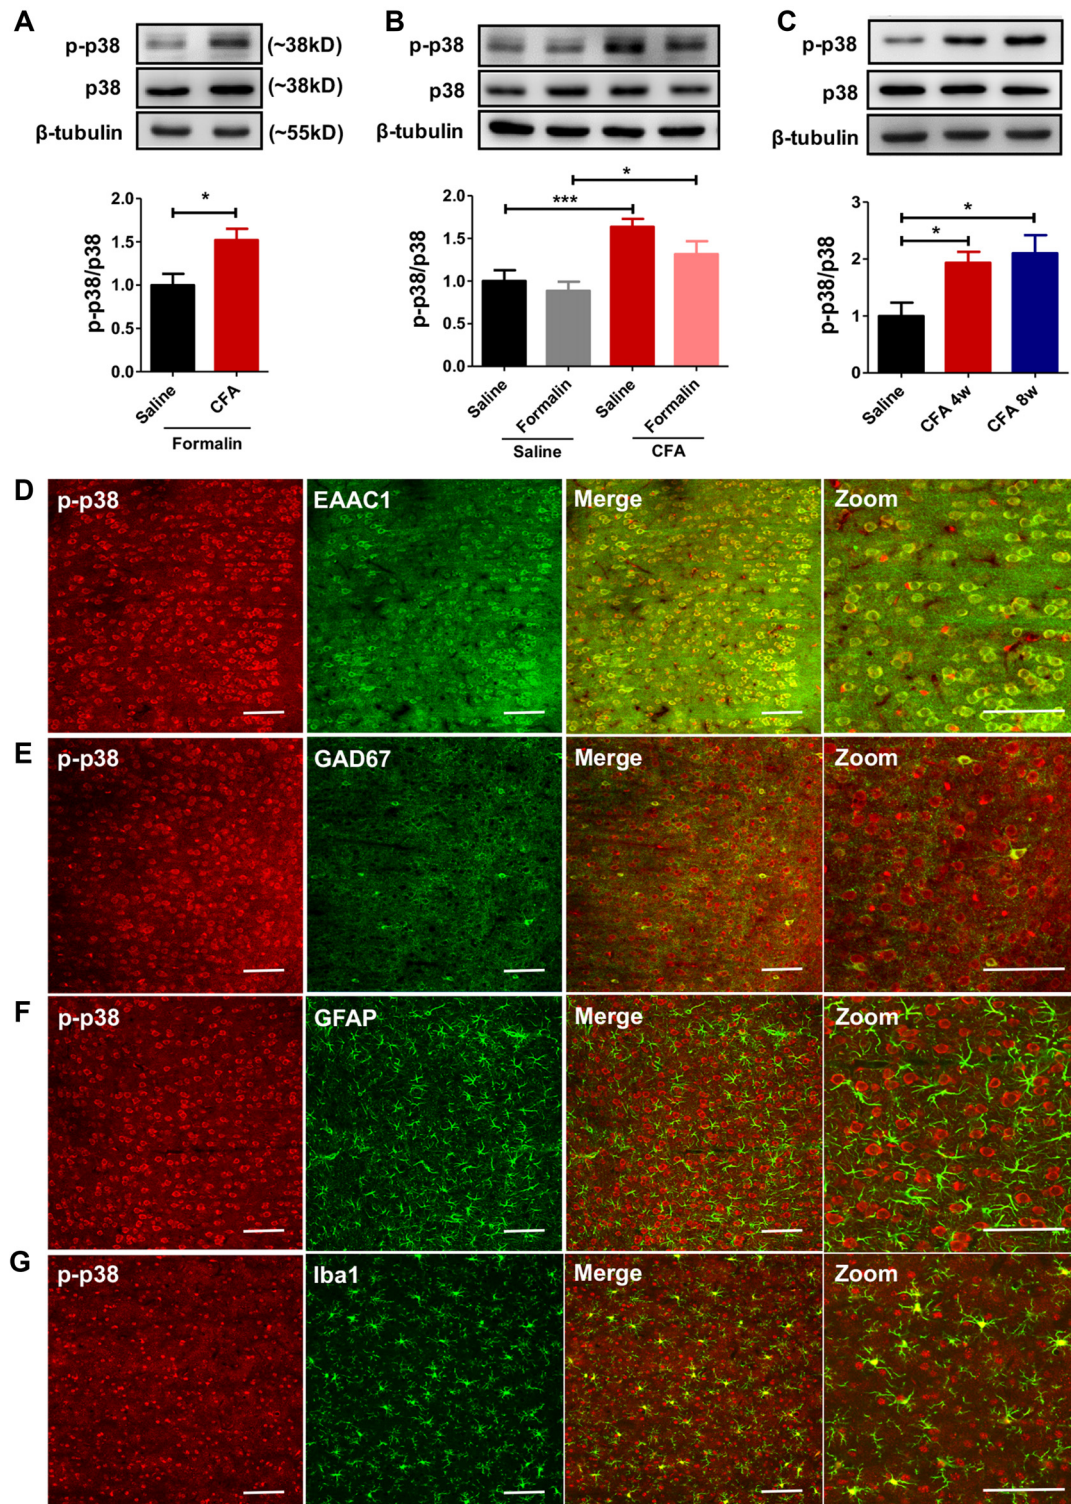 A
p-p38 (~38kD)
p38 (~38kD)
β-tubulin (~55kD)
p-p38/p38
2.0
1.5
1.0
0.5
0.0
*
Saline CFA
Formalin
B
p-p38
p38
β-tubulin
p-p38/p38
2.0
1.5
1.0
0.5
0.0
*
***
Saline Formalin Saline Formalin
Saline CFA
C
p-p38
p38
β-tubulin
p-p38/p38
3
2
1
0
*
*
Saline CFA 4w CFA 8w
D
p-p38 EAAC1 Merge Zoom
E
p-p38 GAD67 Merge Zoom
F
p-p38 GFAP Merge Zoom
G
p-p38 Iba1 Merge Zoom